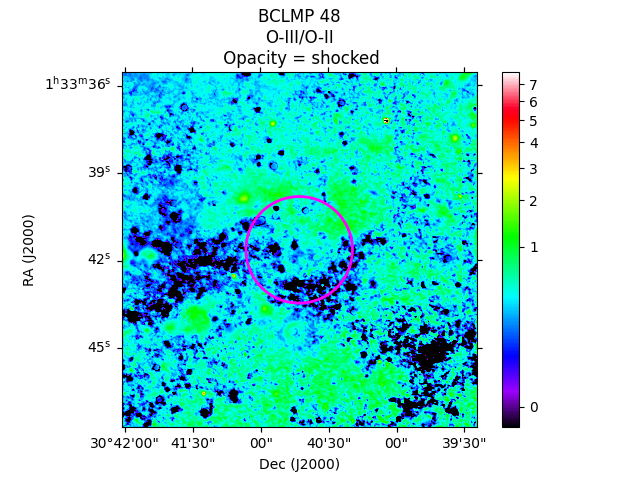 BCLMP 48
O-III/O-II
Opacity = shocked
1ʰ33ᵐ36ˢ
39ˢ
42ˢ
45ˢ
RA (J2000)
30°42'00" 41'30" 00" 40'30" 00" 39'30"
Dec (J2000)
7
6
5
4
3
2
1
0